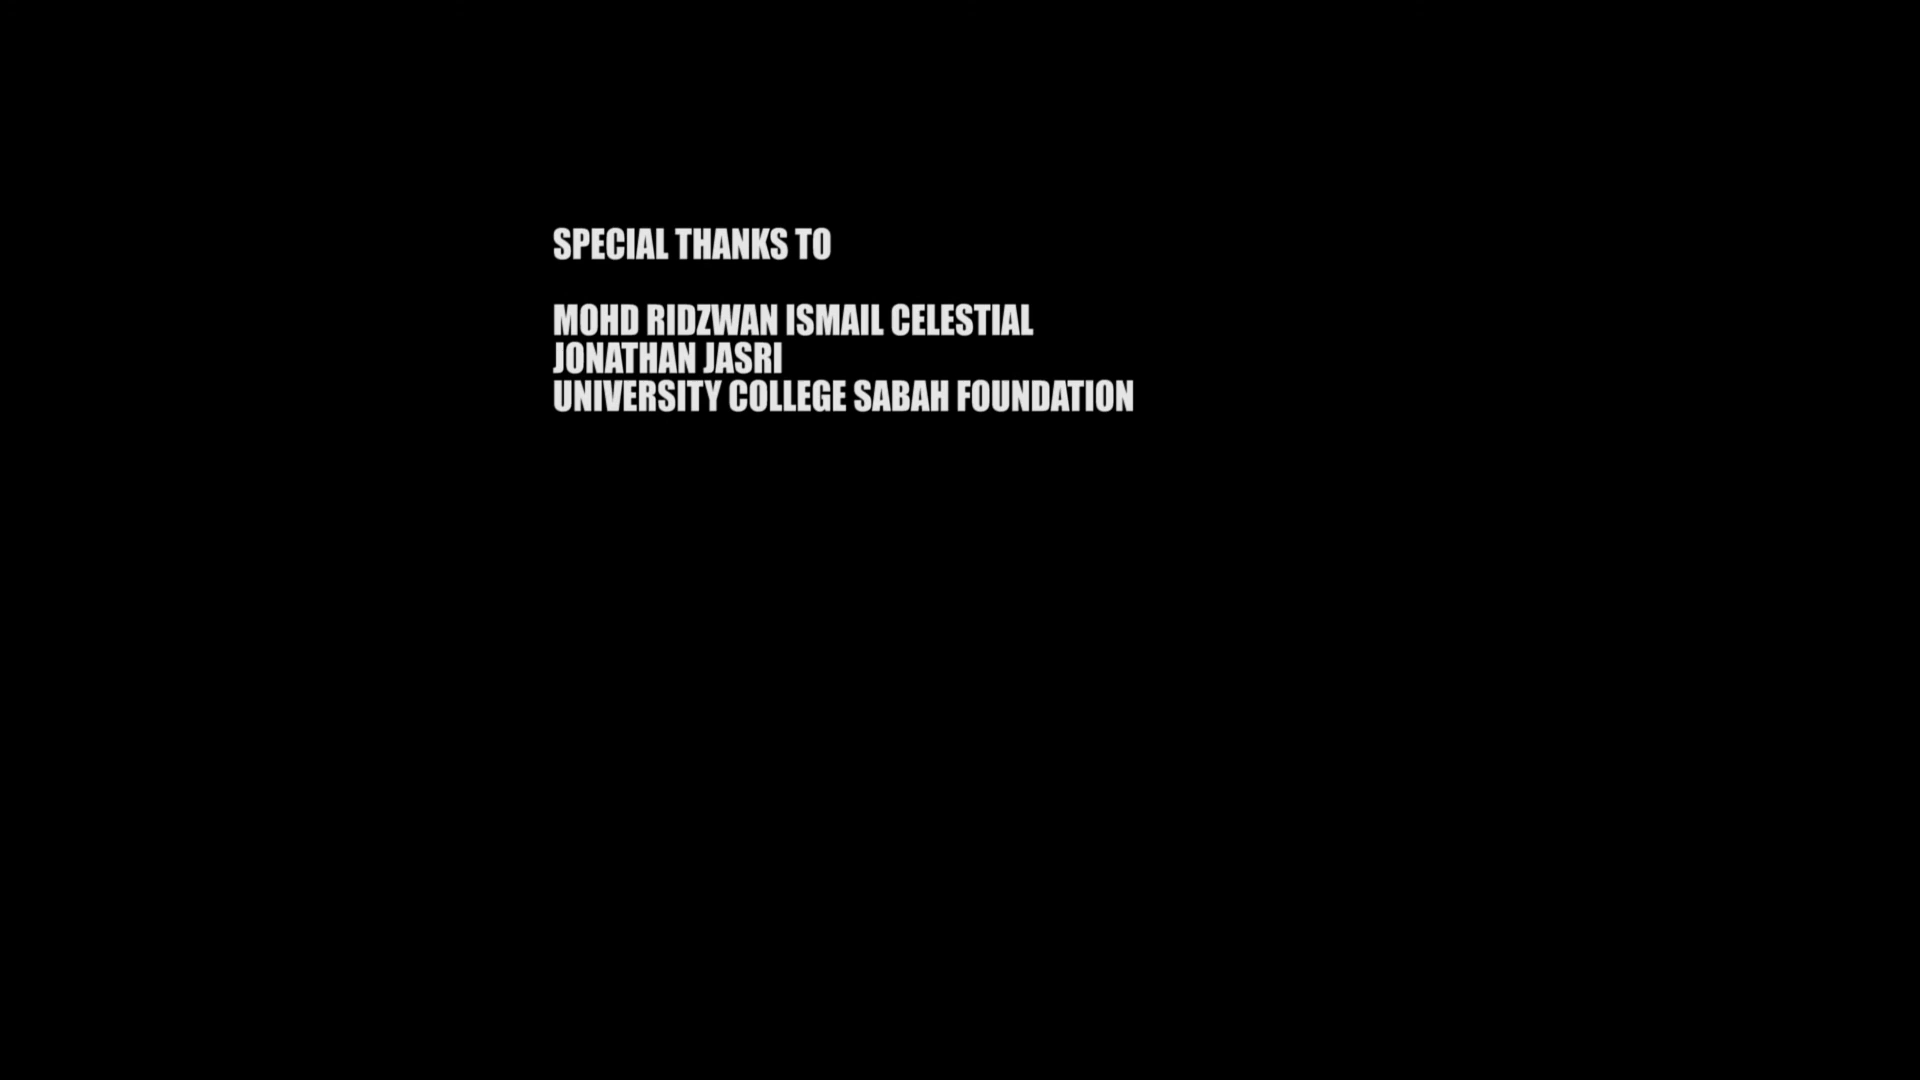 SPECIAL THANKS TO
MOHD RIDZWAN ISMAIL CELESTIAL
JONATHAN JASRI
UNIVERSITY COLLEGE SABAH FOUNDATION